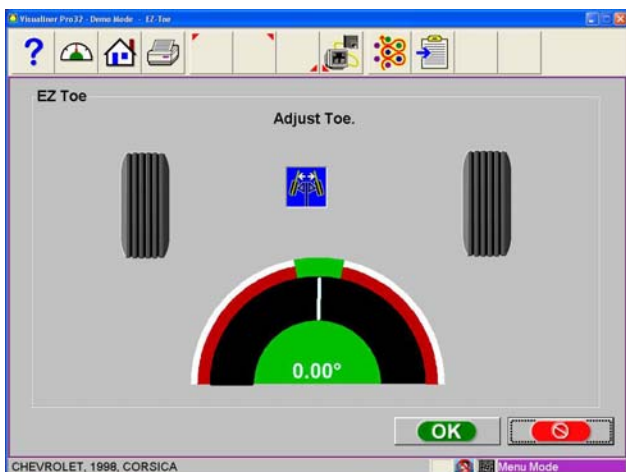 Visualiner Pro32 - Demo Mode - EZ-Toe
?
EZ Toe
Adjust Toe.
0.00°
OK
CHEVROLET, 1998, CORSICA
Menu Mode